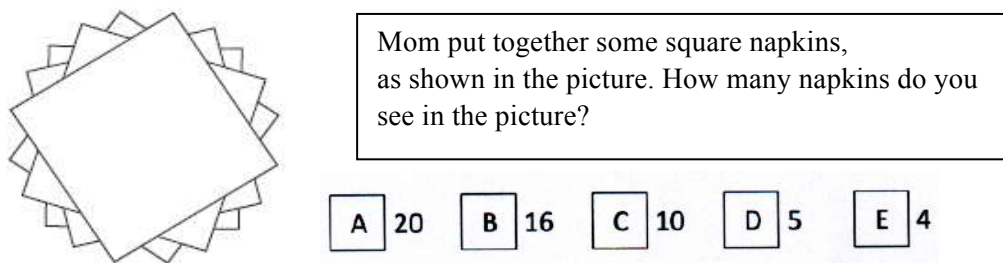 Mom put together some square napkins,
as shown in the picture. How many napkins do you
see in the picture?
A 20 B 16 C 10 D 5 E 4